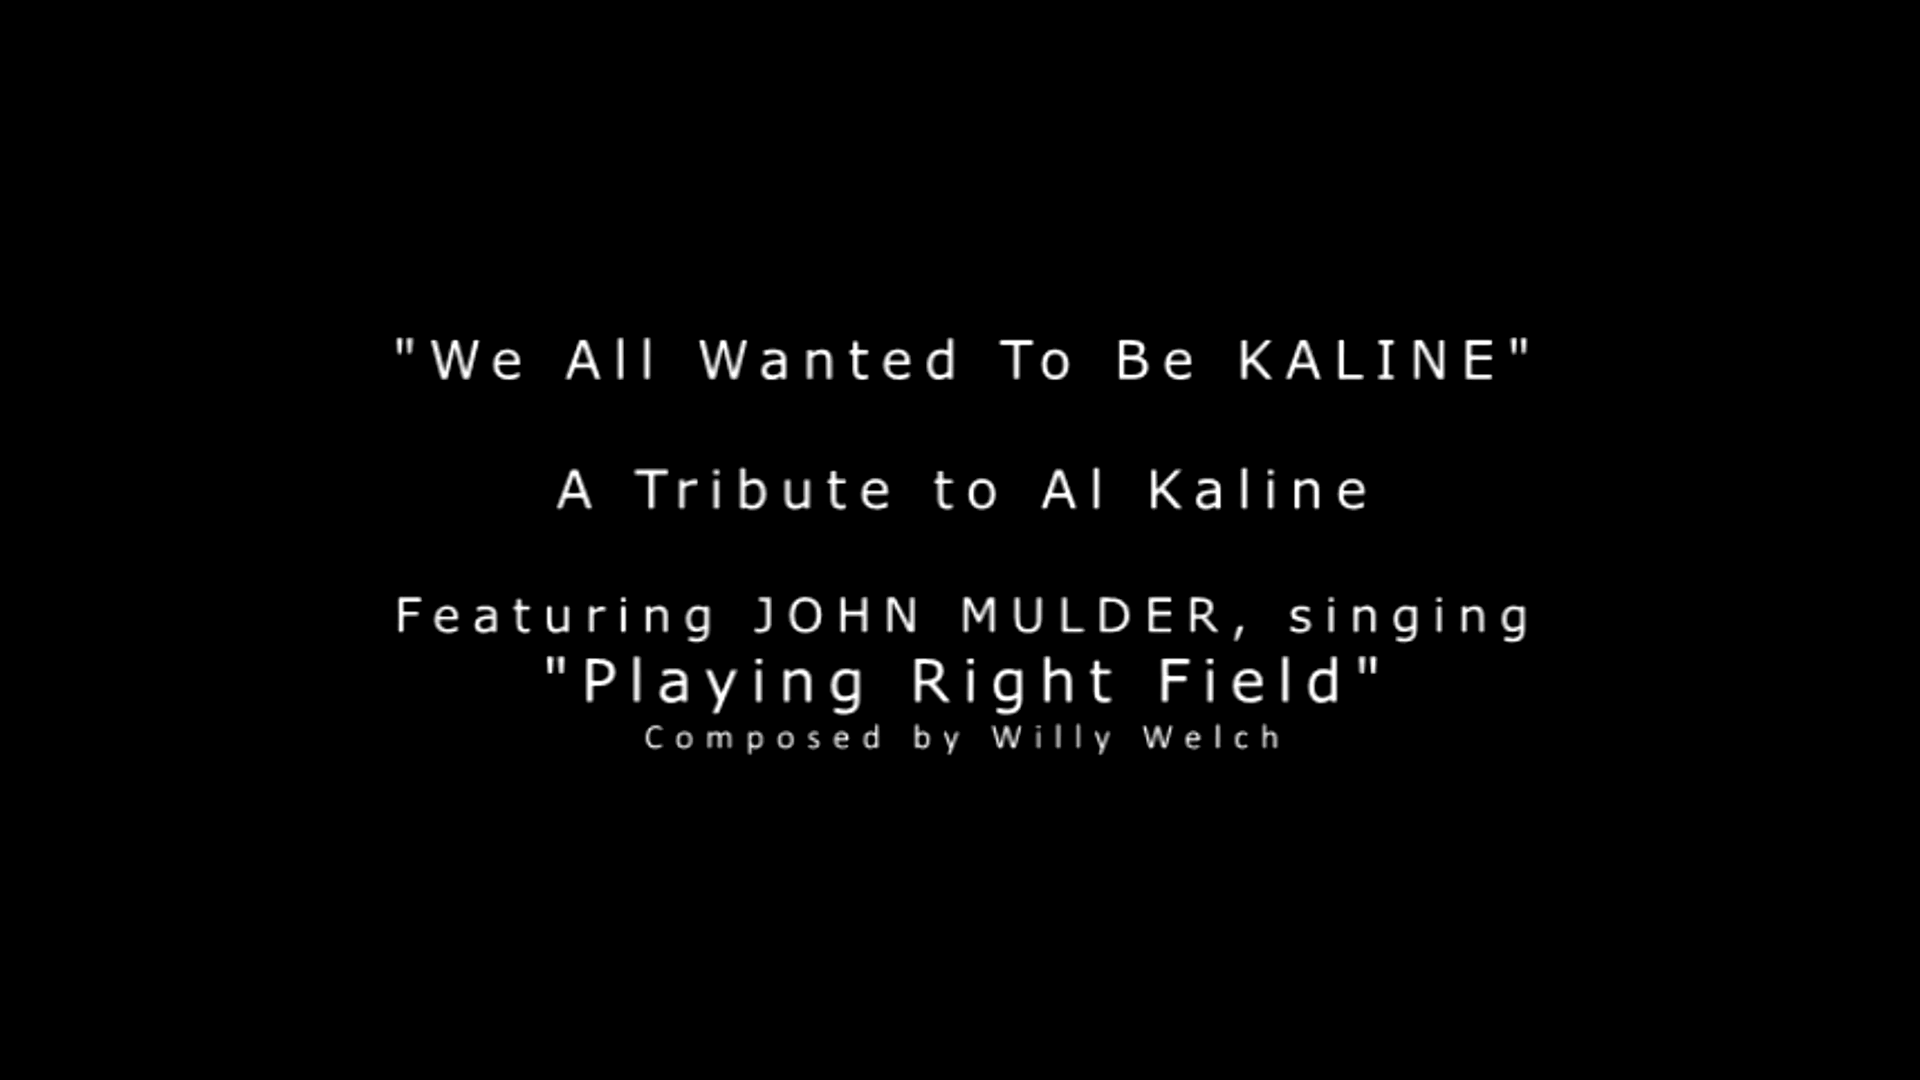 "We All Wanted To Be KALINE"
A Tribute to Al Kaline
Featuring JOHN MULDER, singing
"Playing Right Field"
Composed by Willy Welch